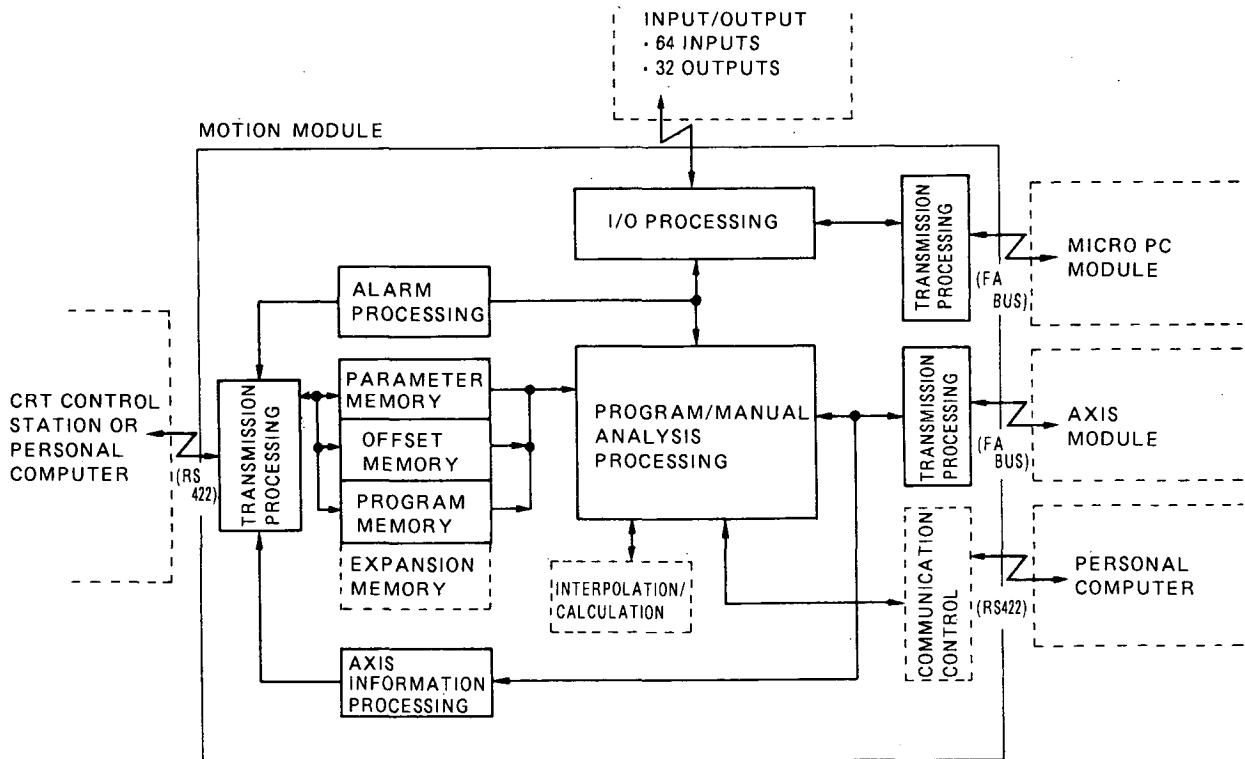 INPUT/OUTPUT
· 64 INPUTS
· 32 OUTPUTS
MOTION MODULE
I/O PROCESSING
TRANSMISSION
PROCESSING
(FA
BUS)
MICRO PC
MODULE
ALARM
PROCESSING
CRT CONTROL
STATION OR
PERSONAL
COMPUTER
(RS
422)
TRANSMISSION
PROCESSING
PARAMETER
MEMORY
OFFSET
MEMORY
PROGRAM
MEMORY
EXPANSION
MEMORY
PROGRAM/MANUAL
ANALYSIS
PROCESSING
TRANSMISSION
PROCESSING
(FA
BUS)
AXIS
MODULE
INTERPOLATION/
CALCULATION
COMMUNICATION
CONTROL
(RS422)
PERSONAL
COMPUTER
AXIS
INFORMATION
PROCESSING